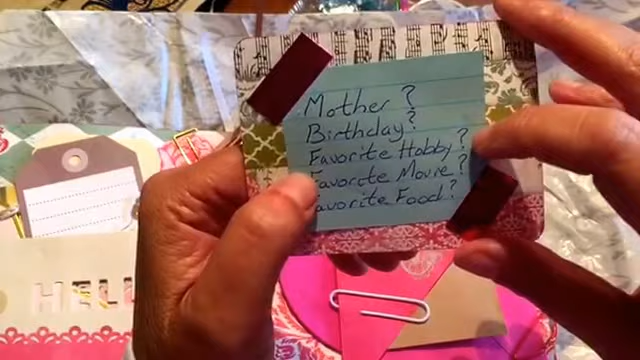 Mother ?
Birthday ?
Favorite Hobby ?
Favorite Movie ?
Favorite Food ?
HELL